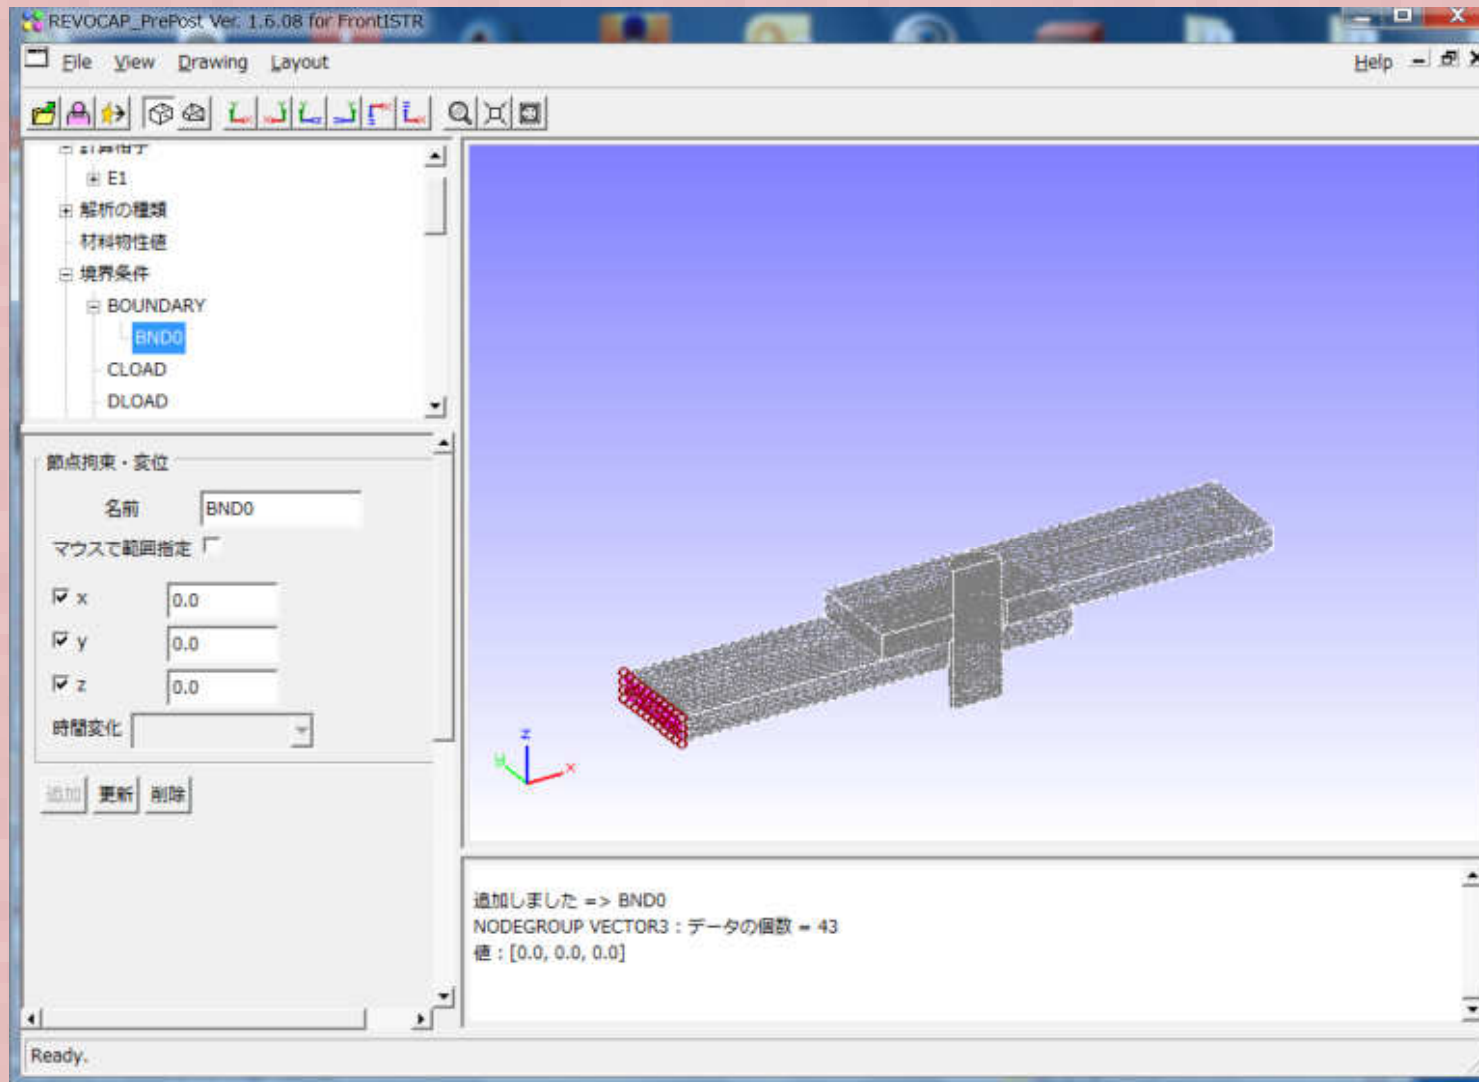 REVOCAP_PrePost Ver. 1.6.08 for FrontISTR
File View Drawing Layout Help
計算格子
E1
解析の種類
材料物性値
境界条件
BOUNDARY
BND0
CLOAD
DLOAD
節点拘束・変位
名前 BND0
マウスで範囲指定
x 0.0
y 0.0
z 0.0
時間変化
追加 更新 削除
z
y
x
追加しました => BND0
NODEGROUP VECTOR3 : データの個数 = 43
値 : [0.0, 0.0, 0.0]
Ready.